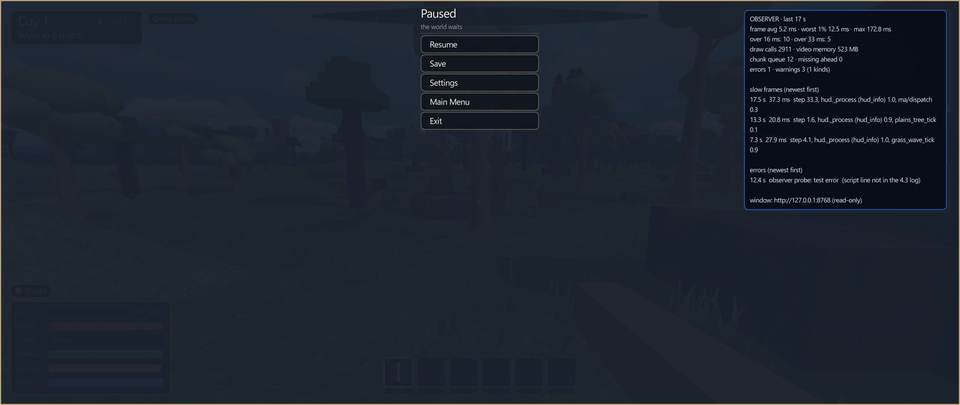 Day 1
Paused
the world waits
Resume
Save
Settings
Main Menu
Exit
OBSERVER · last 17 s
frame avg 5.2 ms · worst 1% 12.5 ms · max 172.8 ms
over 16 ms: 10 · over 33 ms: 5
draw calls 2911 · video memory 523 MB
chunk queue 12 · missing ahead 0
errors 1 · warnings 3 (1 kinds)
slow frames (newest first)
17.5 s 37.3 ms step 33.3, hud_process (hud_info) 1.0, ma/dispatch
0.3
13.3 s 20.8 ms step 1.6, hud_process (hud_info) 0.9, plains_tree_tick
0.1
7.3 s 27.9 ms step 4.1, hud_process (hud_info) 1.0, grass_wave_tick
0.9
errors (newest first)
12.4 s observer probe: test error (script line not in the 4.3 log)
window: http://127.0.0.1:8768 (read-only)